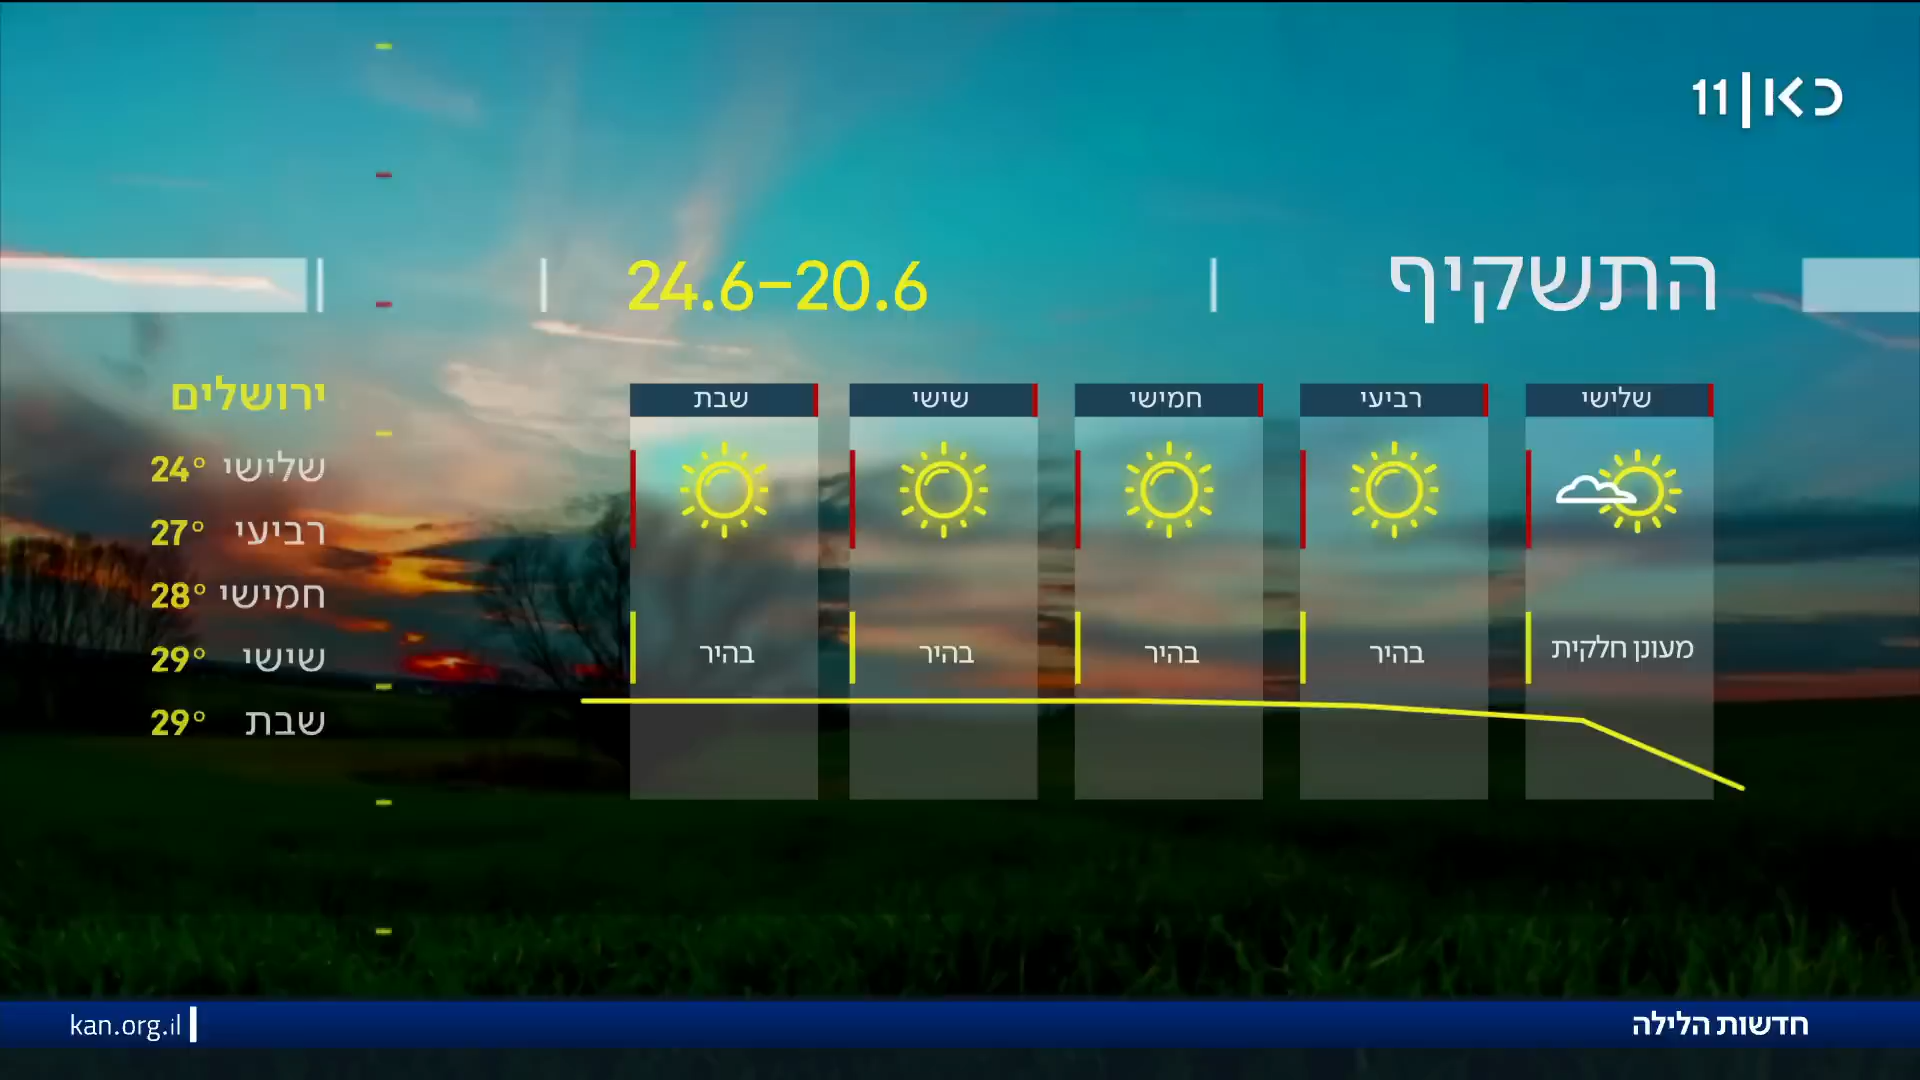 כאן | 11
התשקיף
24.6–20.6
שלישי
רביעי
חמישי
שישי
שבת
מעונן חלקית
בהיר
בהיר
בהיר
בהיר
ירושלים
שלישי 24°
רביעי 27°
חמישי 28°
שישי 29°
שבת 29°
חדשות הלילה
kan.org.il